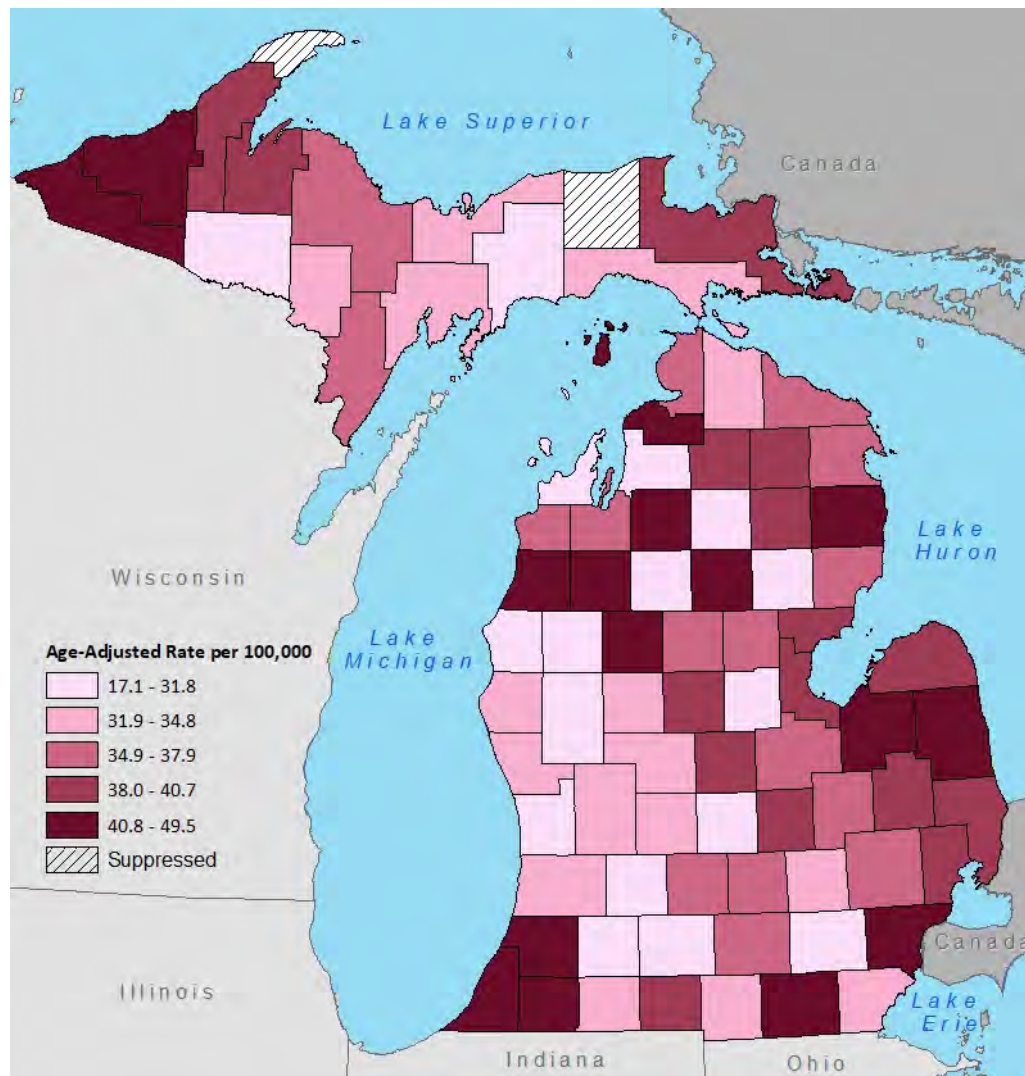 Lake Superior
Canada
Lake
Huron
Wisconsin
Lake
Michigan
Age-Adjusted Rate per 100,000
17.1 - 31.8
31.9 - 34.8
34.9 - 37.9
38.0 - 40.7
40.8 - 49.5
Suppressed
Canada
Illinois
Lake
Erie
Indiana
Ohio